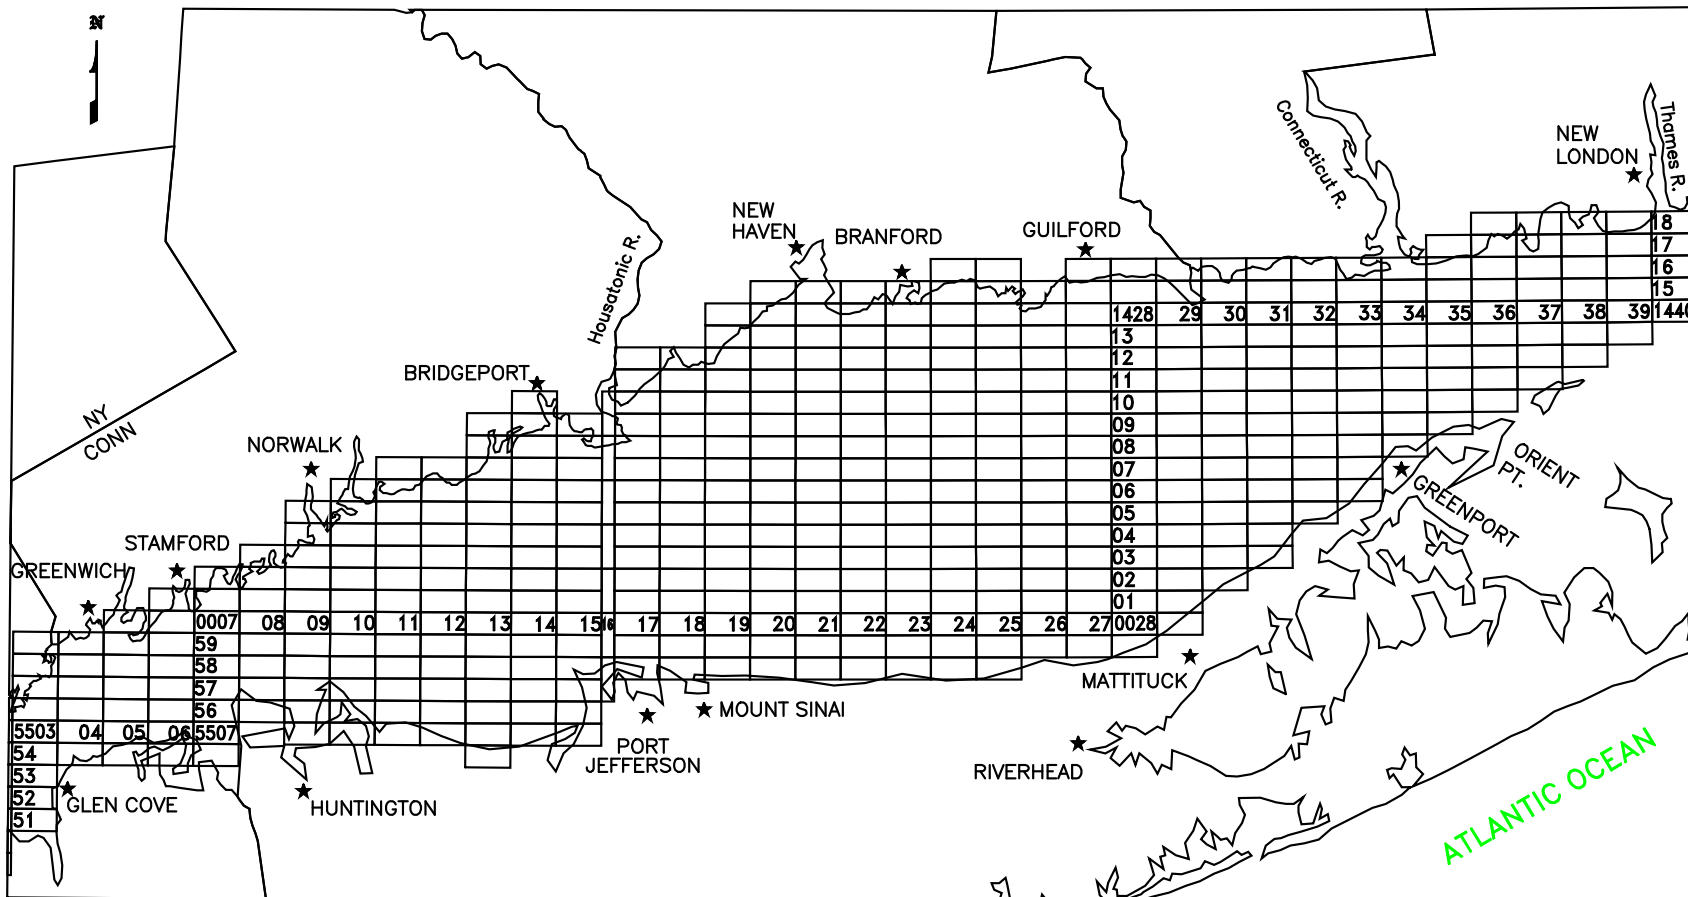 N
Connecticut R.
Thames R.
NEW
LONDON
NEW
HAVEN
BRANFORD
GUILFORD
Housatonic R.
18
17
16
15
1428 29 30 31 32 33 34 35 36 37 38 39 1440
13
12
11
10
09
08
07
06
05
04
03
02
01
BRIDGEPORT
NY
CONN
NORWALK
STAMFORD
GREENWICH
ORIENT
PT.
GREENPORT
0007 08 09 10 11 12 13 14 15 16 17 18 19 20 21 22 23 24 25 26 27 0028
59
58
57
56
5503 04 05 06 5507
54
53
52
51
MATTITUCK
MOUNT SINAI
PORT
JEFFERSON
RIVERHEAD
GLEN COVE
HUNTINGTON
ATLANTIC OCEAN